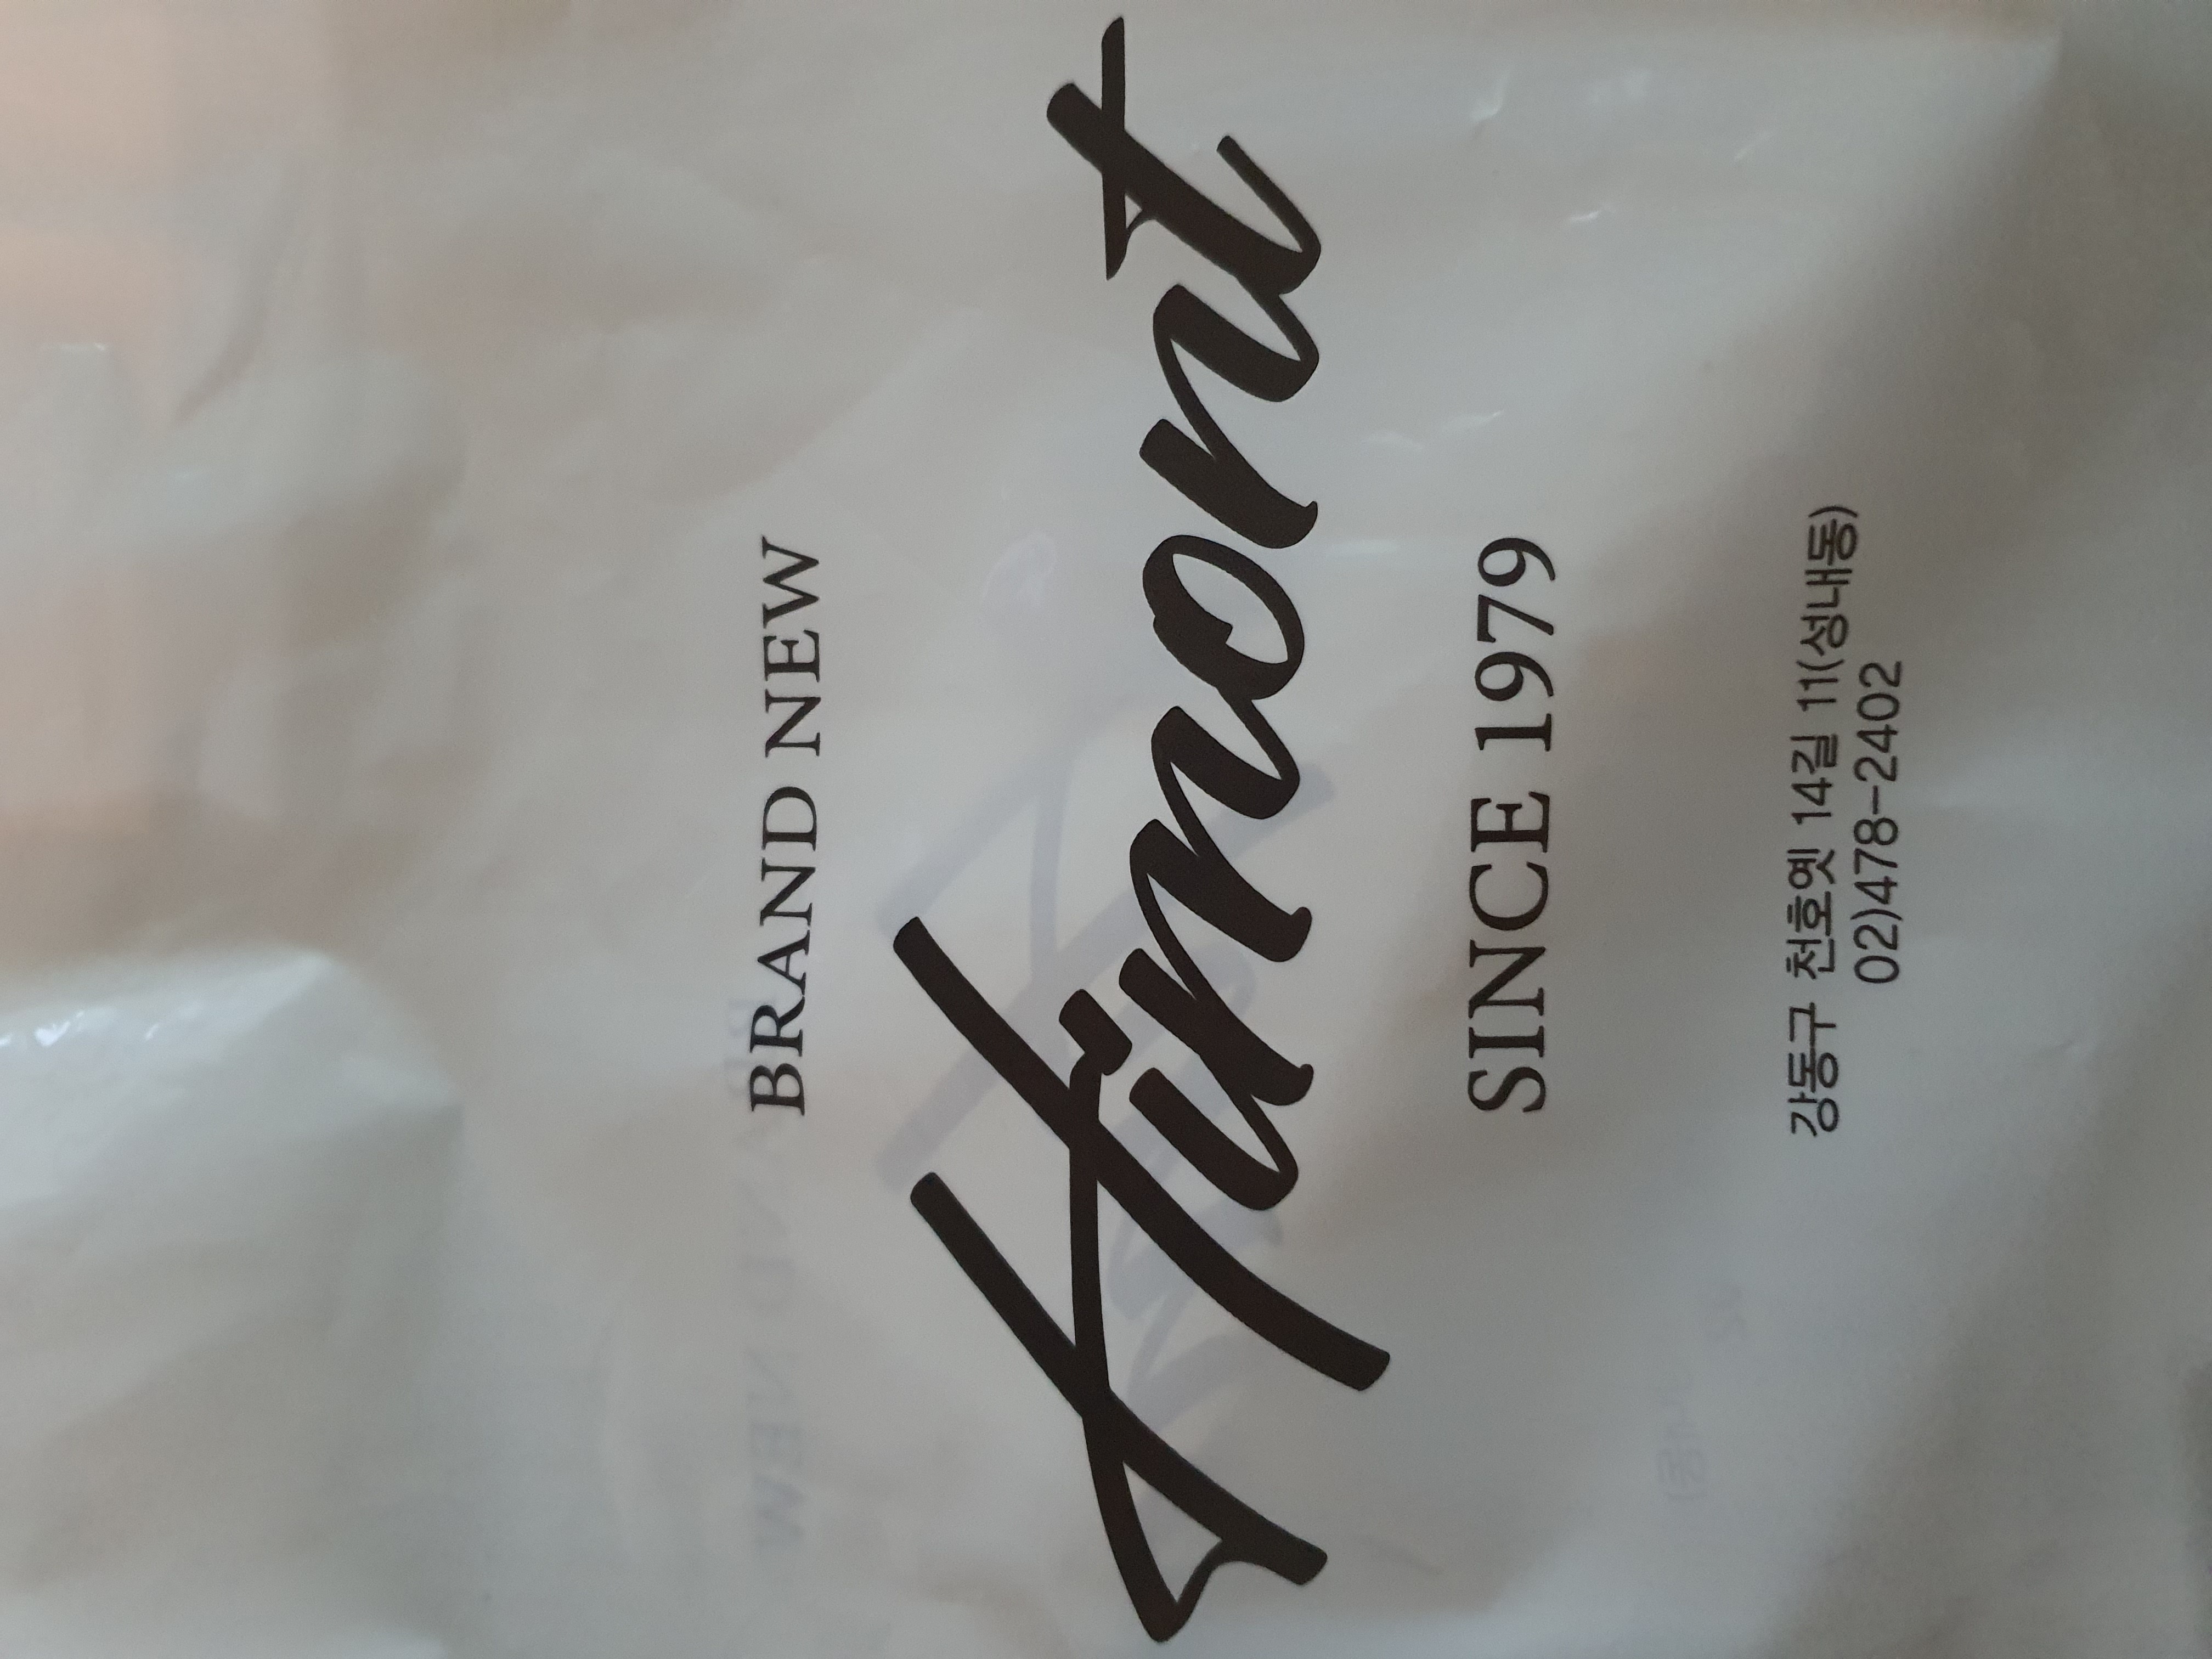 BRAND NEW
Himont
SINCE 1979
강동구 천호옛 14길 11(성내동)
02)478-2402